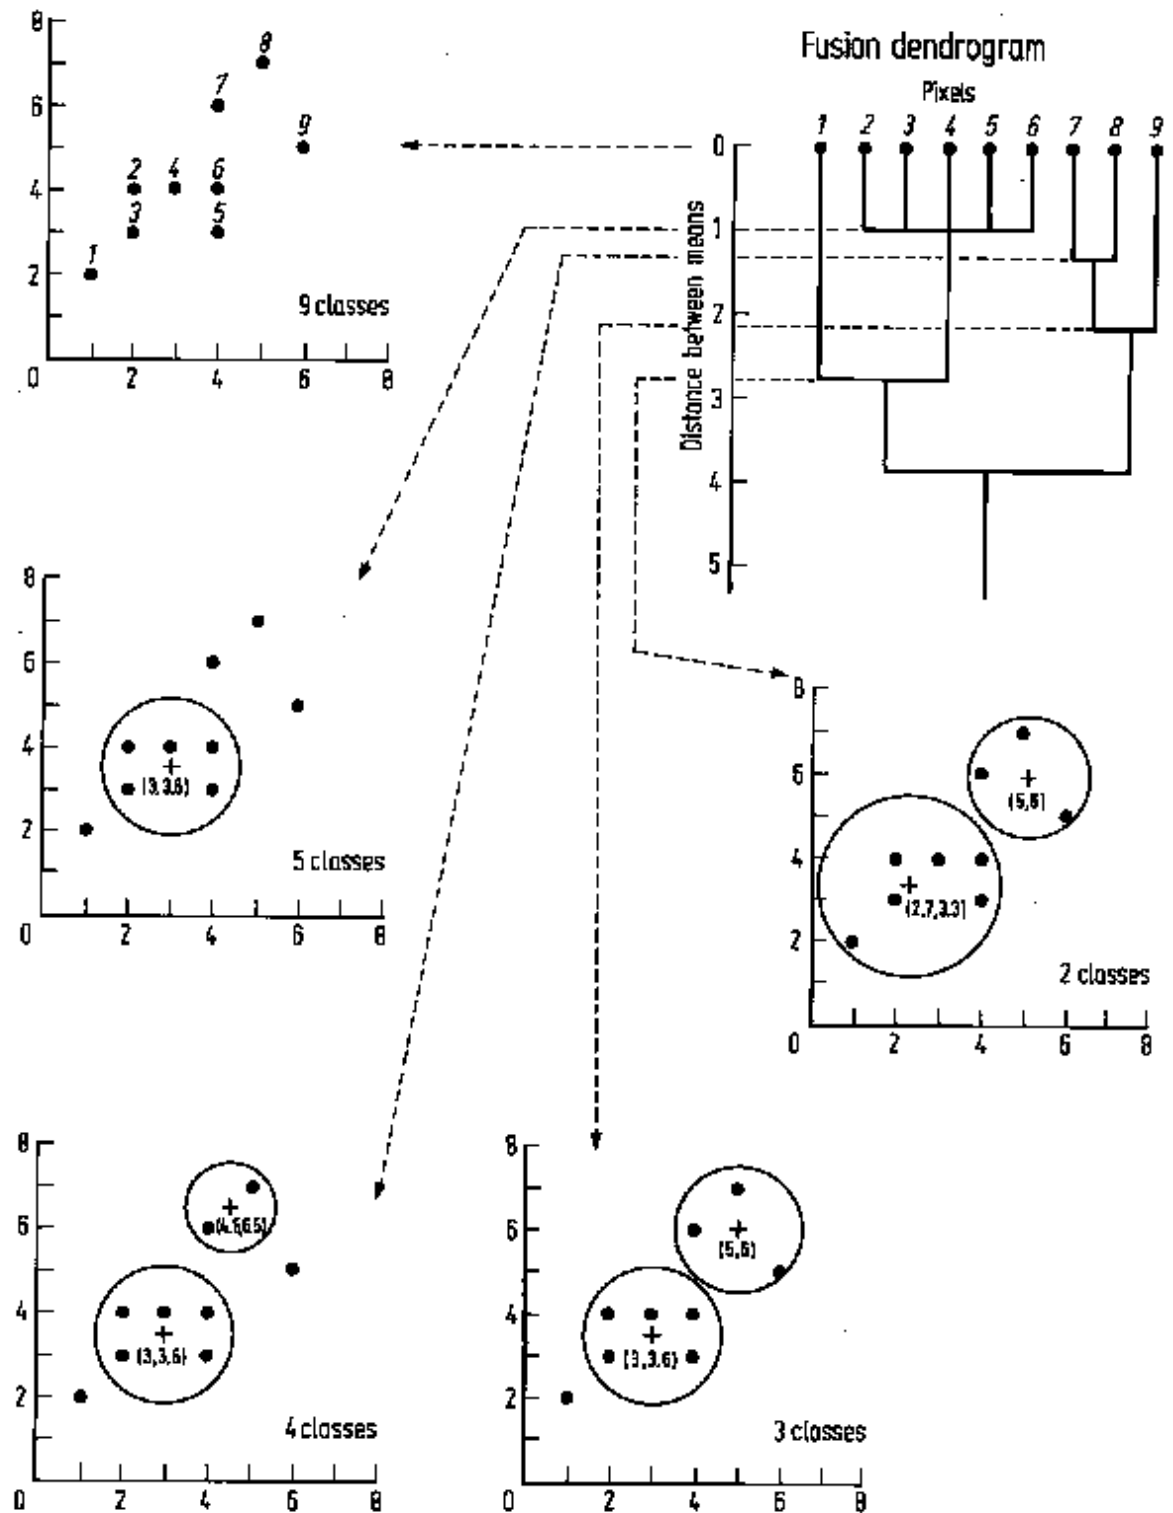 Fusion dendrogram
Pixels
1 2 3 4 5 6 7 8 9
Distance between means
0
1
2
3
4
5
8
6
4
2
0 2 4 6 8
8
7
9
2 4 6
3 5
1
9 classes
8
6
4
2
0 2 4 6 8
(3,3.6)
5 classes
8
6
4
2
0 2 4 6 8
(5,6)
(2.7,3.3)
2 classes
8
6
4
2
0 2 4 6 8
(4.5,6.5)
(3,3.6)
4 classes
8
6
4
2
0 2 4 6 8
(5,6)
(3,3.6)
3 classes